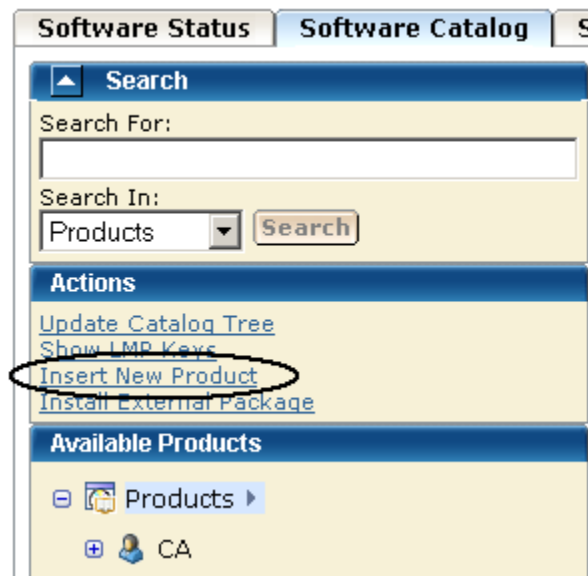 Software Status Software Catalog S
Search
Search For:
Search In:
Products Search
Actions
Update Catalog Tree
Show LMP Keys
Insert New Product
Install External Package
Available Products
Products
CA